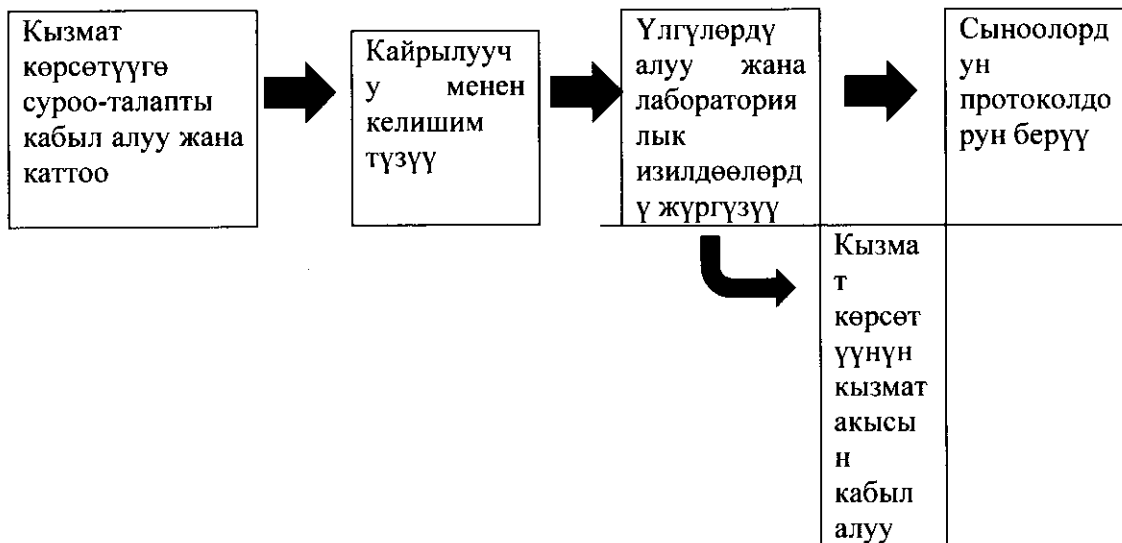 Кызмат
көрсөтүүгө
суроо-талапты
кабыл алуу жана
каттоо
Кайрылууч
у менен
келишим
түзүү
Үлгүлөрдү
алуу жана
лаборатория
лык
изилдөөлөрд
ү жүргүзүү
Сыноолорд
ун
протоколдо
рун берүү
Кызма
т
көрсөт
үүнүн
кызмат
акысы
н
кабыл
алуу